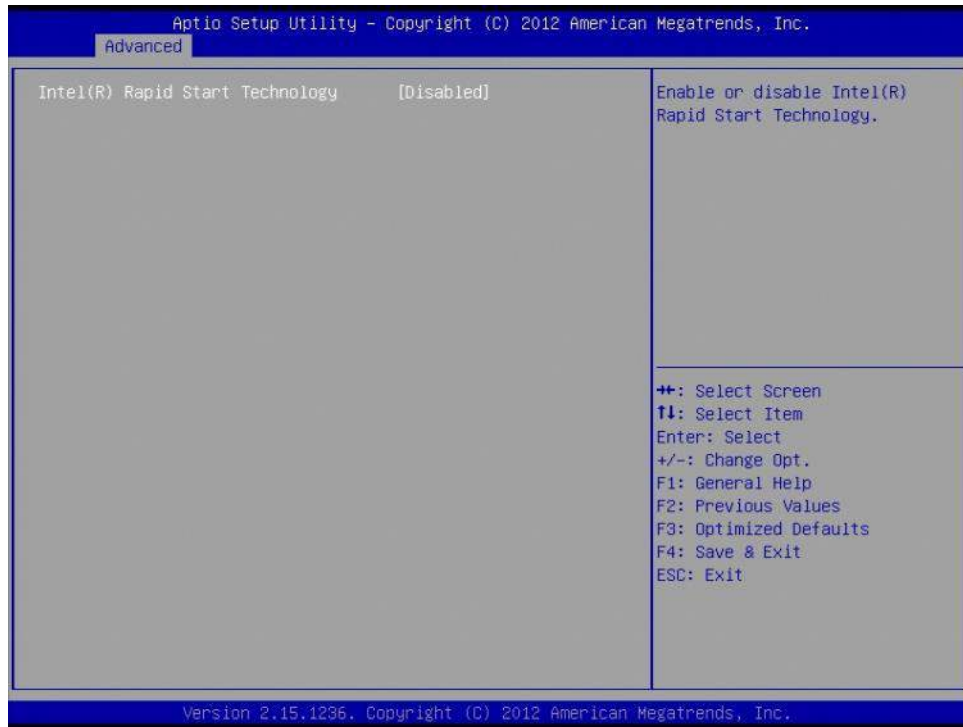 Aptio Setup Utility – Copyright (C) 2012 American Megatrends, Inc.
Advanced
Intel(R) Rapid Start Technology [Disabled]
Enable or disable Intel(R)
Rapid Start Technology.
→←: Select Screen
↑↓: Select Item
Enter: Select
+/-: Change Opt.
F1: General Help
F2: Previous Values
F3: Optimized Defaults
F4: Save & Exit
ESC: Exit
Version 2.15.1236. Copyright (C) 2012 American Megatrends, Inc.